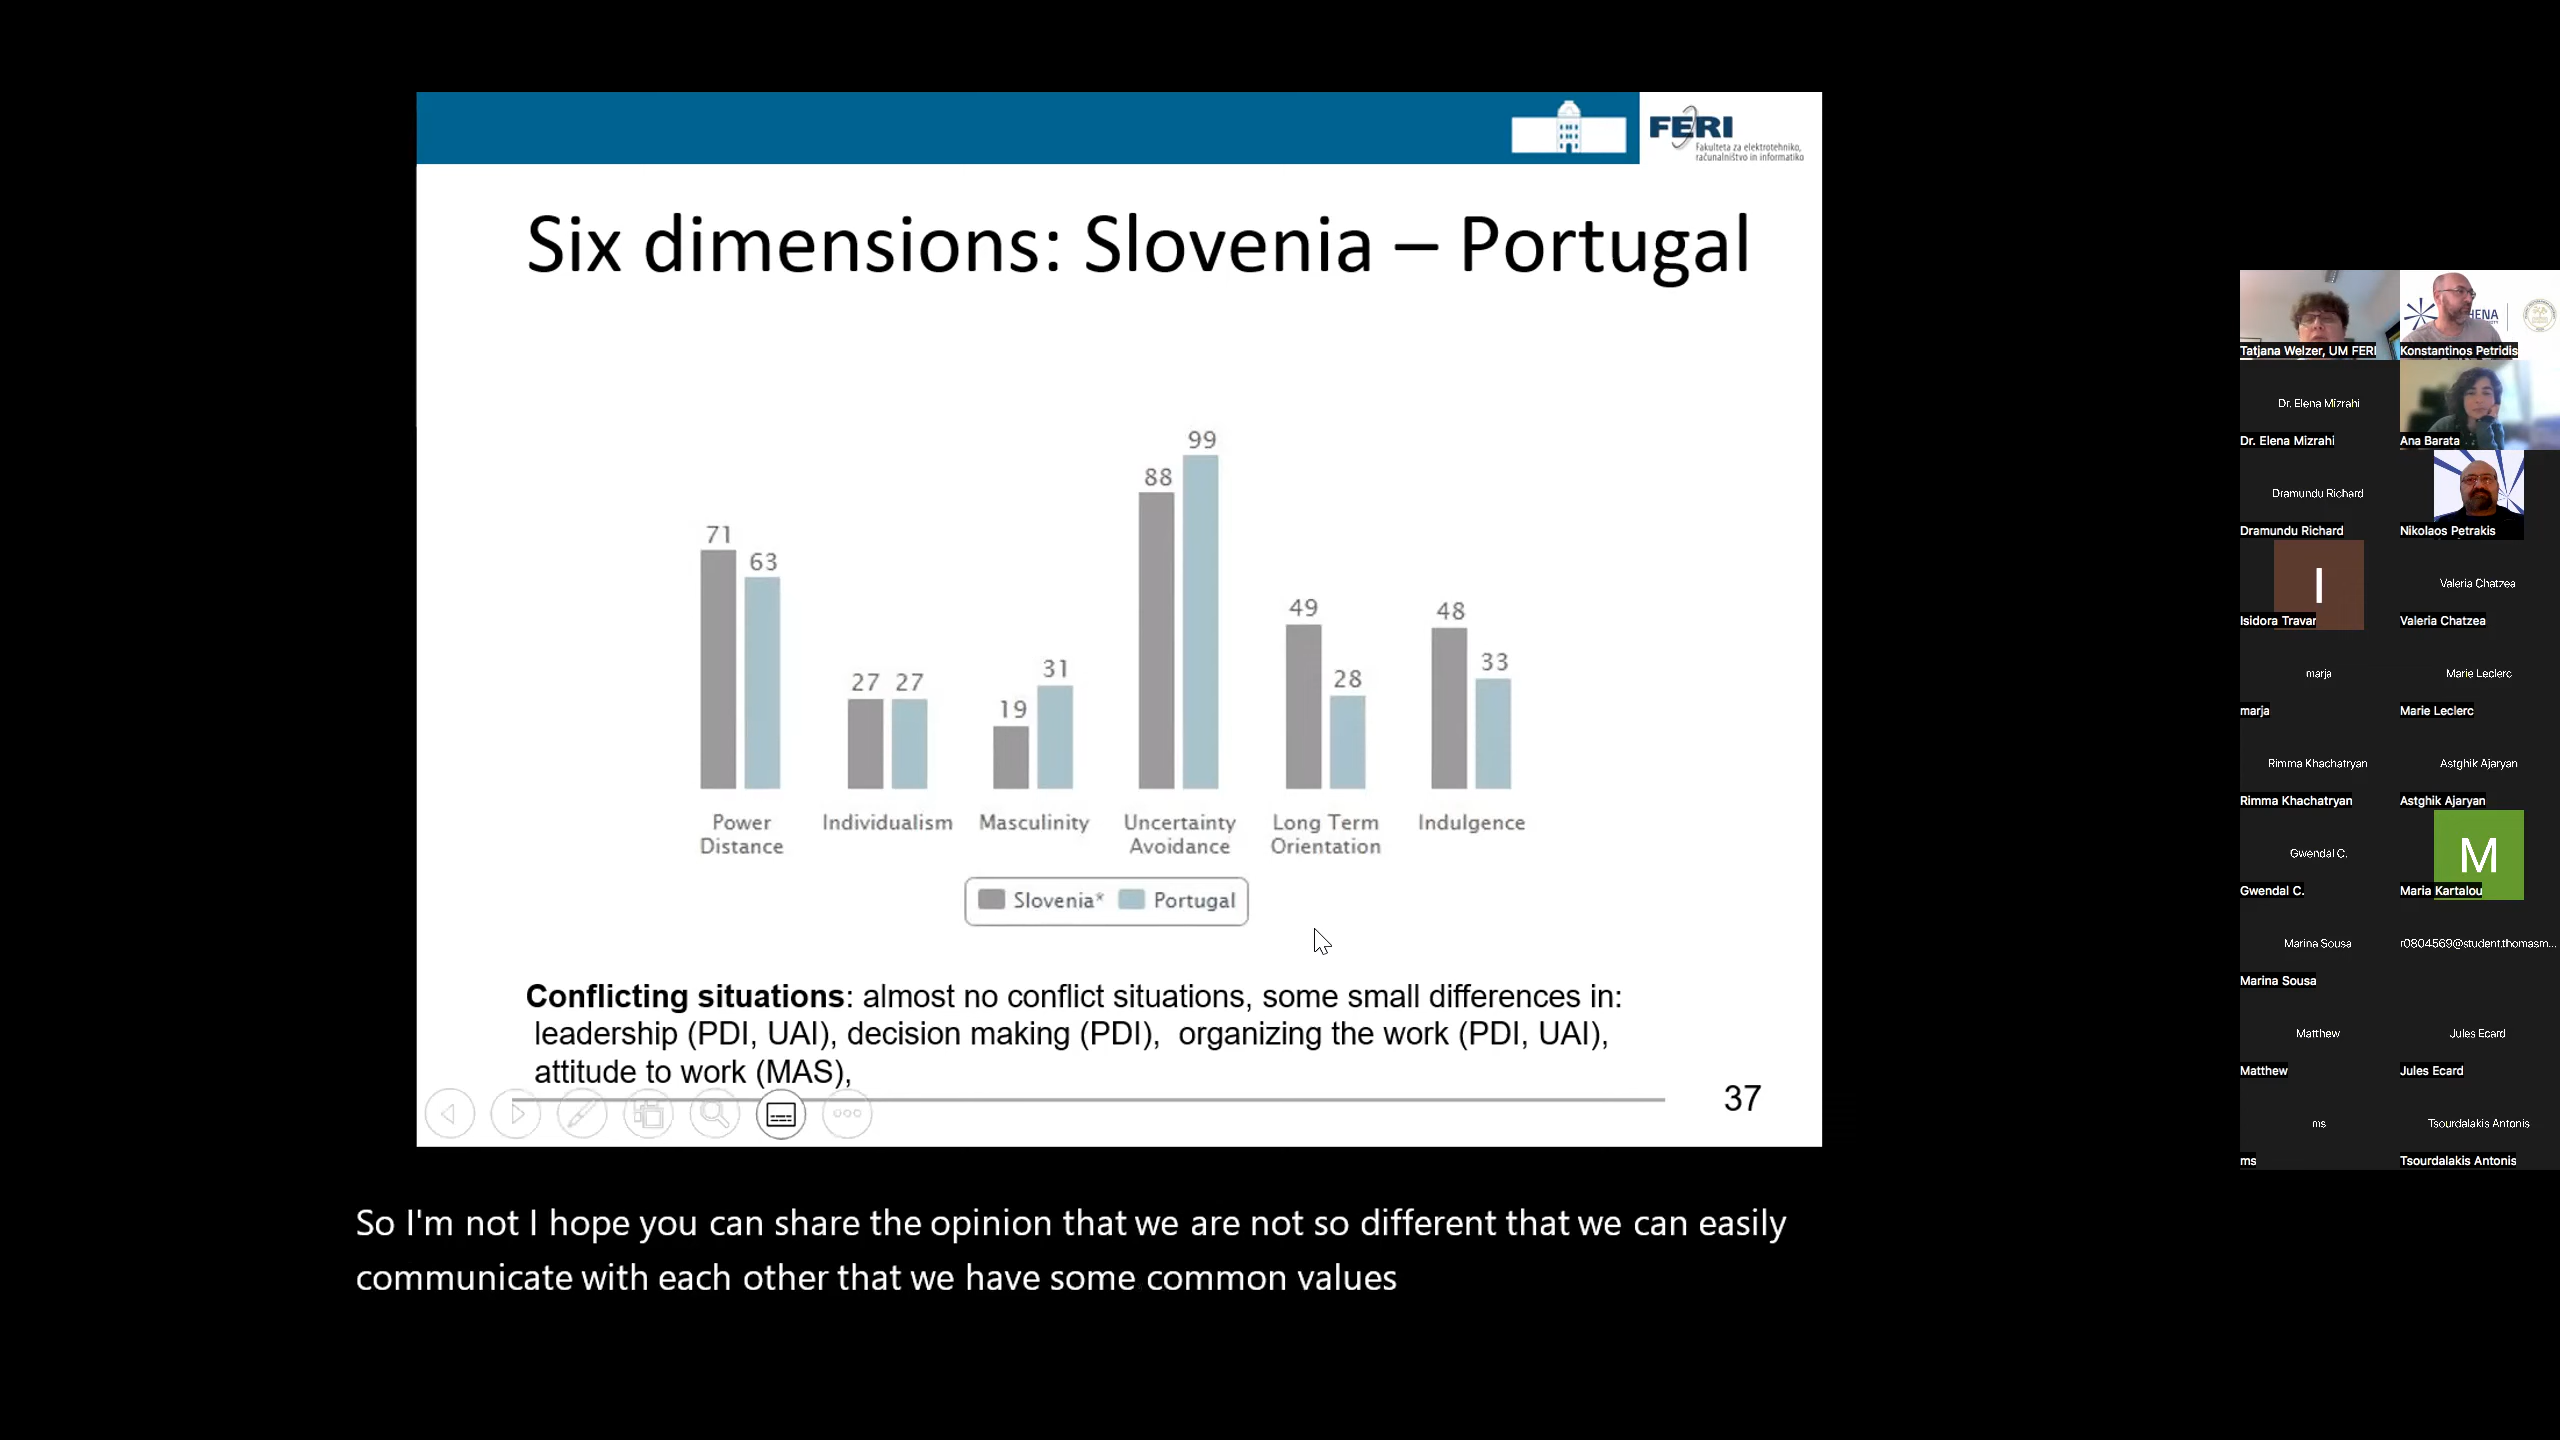 FERI
Fakulteta za elektrotehniko,
računalništvo in informatiko
Six dimensions: Slovenia – Portugal
71
63
27
27
19
31
88
99
49
28
48
33
Power
Distance
Individualism
Masculinity
Uncertainty
Avoidance
Long Term
Orientation
Indulgence
Slovenia*
Portugal
Conflicting situations: almost no conflict situations, some small differences in:
leadership (PDI, UAI), decision making (PDI), organizing the work (PDI, UAI),
attitude to work (MAS),
37
So I'm not I hope you can share the opinion that we are not so different that we can easily
communicate with each other that we have some common values
Tatjana Welzer, UM FERI
HENA
Konstantinos Petridis
Dr. Elena Mizrahi
Dr. Elena Mizrahi
Ana Barata
Dramundu Richard
Dramundu Richard
Nikolaos Petrakis
I
Isidora Travar
Valeria Chatzea
Valeria Chatzea
marja
marja
Marie Leclerc
Marie Leclerc
Rimma Khachatryan
Rimma Khachatryan
Astghik Ajaryan
Astghik Ajaryan
Gwendal C.
Gwendal C.
M
Maria Kartalou
Marina Sousa
Marina Sousa
r0804569@student.thomasm...
Matthew
Matthew
Jules Ecard
Jules Ecard
ms
ms
Tsourdalakis Antonis
Tsourdalakis Antonis